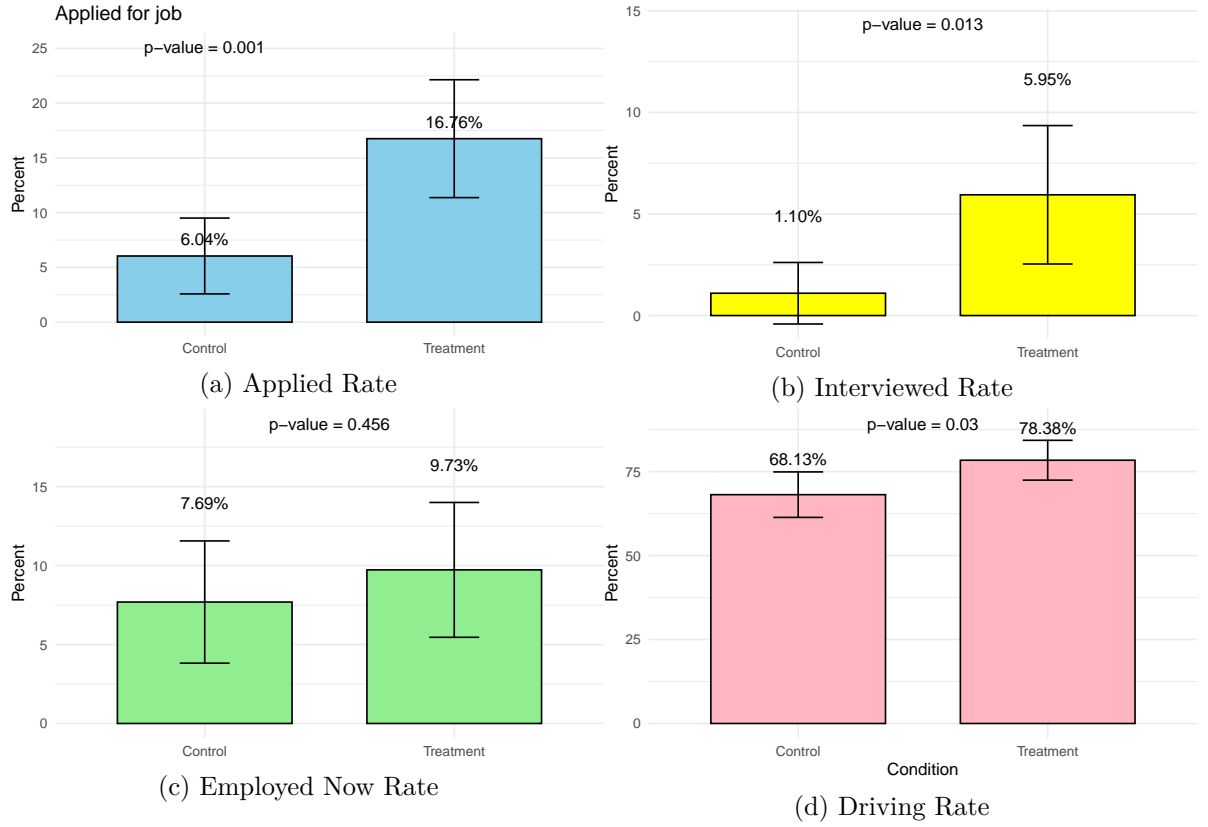 Applied for job
p−value = 0.001
25
20
15
10
5
0
Percent
6.04%
16.76%
Control
Treatment
(a) Applied Rate
p−value = 0.013
15
10
5
0
Percent
1.10%
5.95%
Control
Treatment
(b) Interviewed Rate
p−value = 0.456
15
10
5
0
Percent
7.69%
9.73%
Control
Treatment
(c) Employed Now Rate
p−value = 0.03
75
50
25
0
Percent
68.13%
78.38%
Control
Treatment
Condition
(d) Driving Rate